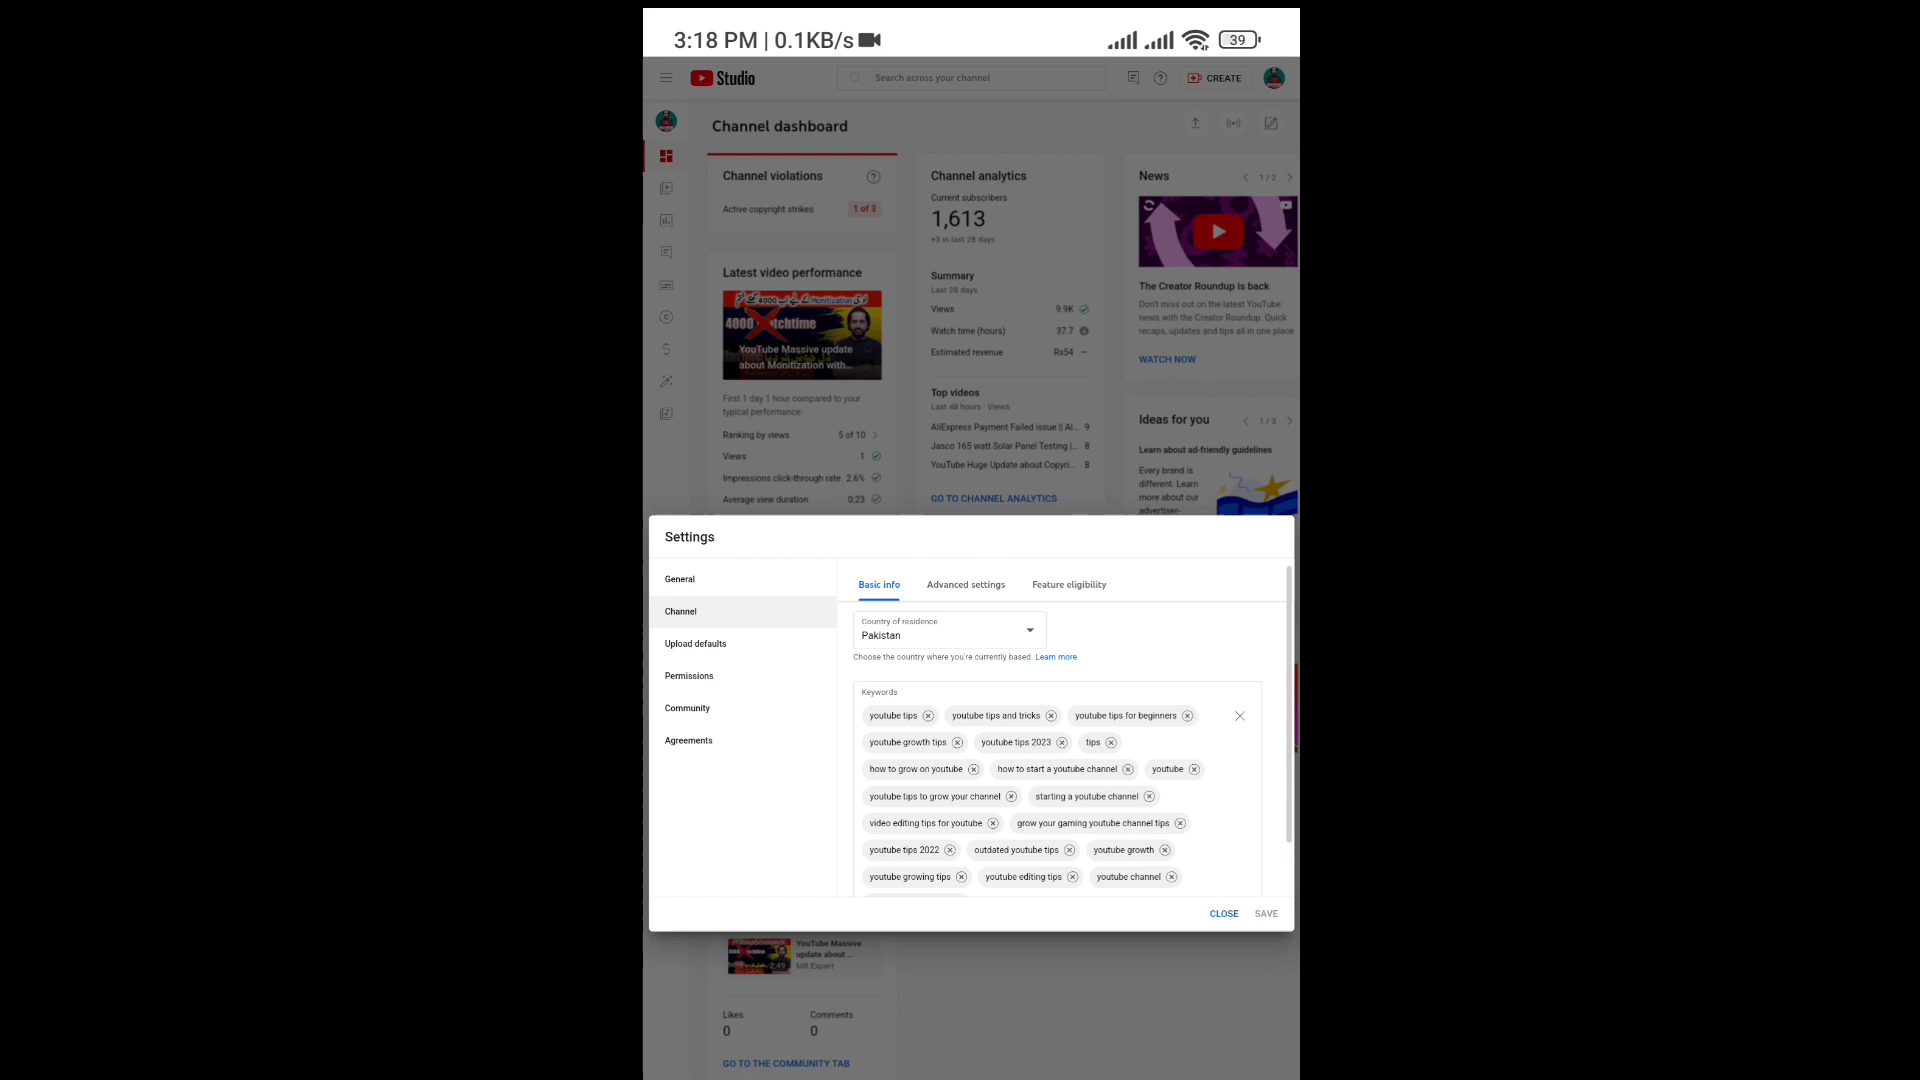 3:18 PM | 0.1KB/s
39
Studio
Search across your channel
CREATE
Channel dashboard
Channel violations
Active copyright strikes 1 of 3
Latest video performance
4000
Monitization
4000
tchtime
YouTube Massive update
about Monitization with...
First 1 day 1 hour compared to your
typical performance:
Ranking by views 5 of 10
Views 1
Impressions click-through rate 2.6%
Average view duration 0:23
Channel analytics
Current subscribers
1,613
+3 in last 28 days
Summary
Last 28 days
Views 9.9K
Watch time (hours) 37.7
Estimated revenue Rs54 —
Top videos
Last 48 hours · Views
AliExpress Payment Failed issue || Al... 9
Jasco 165 watt Solar Panel Testing |... 8
YouTube Huge Update about Copyri... 8
GO TO CHANNEL ANALYTICS
News 1 / 2
The Creator Roundup is back
Don't miss out on the latest YouTube
news with the Creator Roundup. Quick
recaps, updates and tips all in one place
WATCH NOW
Ideas for you 1 / 3
Learn about ad-friendly guidelines
Every brand is
different. Learn
more about our
advertiser-
Settings
General
Channel
Upload defaults
Permissions
Community
Agreements
Basic info Advanced settings Feature eligibility
Country of residence
Pakistan
Choose the country where you're currently based. Learn more
Keywords
youtube tips youtube tips and tricks youtube tips for beginners
youtube growth tips youtube tips 2023 tips
how to grow on youtube how to start a youtube channel youtube
youtube tips to grow your channel starting a youtube channel
video editing tips for youtube grow your gaming youtube channel tips
youtube tips 2022 outdated youtube tips youtube growth
youtube growing tips youtube editing tips youtube channel
CLOSE SAVE
YouTube Massive
update about ...
MR Expert
2:49
Likes Comments
0 0
GO TO THE COMMUNITY TAB